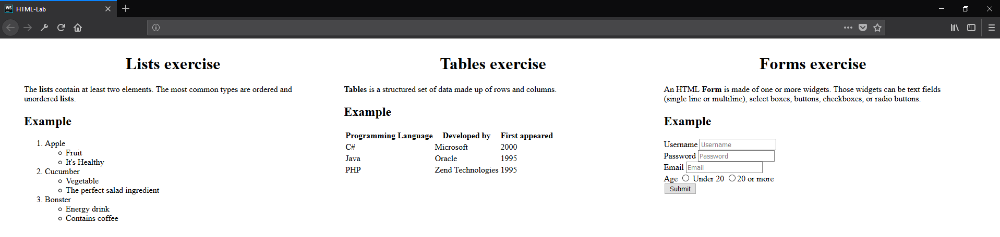 WS HTML-Lab
Lists exercise
The lists contain at least two elements. The most common types are ordered and
unordered lists.
Example
1. Apple
Fruit
It's Healthy
2. Cucumber
Vegetable
The perfect salad ingredient
3. Bonster
Energy drink
Contains coffee
Tables exercise
Tables is a structured set of data made up of rows and columns.
Example
Programming Language Developed by First appeared
C# Microsoft 2000
Java Oracle 1995
PHP Zend Technologies 1995
Forms exercise
An HTML Form is made of one or more widgets. Those widgets can be text fields
(single line or multiline), select boxes, buttons, checkboxes, or radio buttons.
Example
Username Username
Password Password
Email Email
Age Under 20 20 or more
Submit